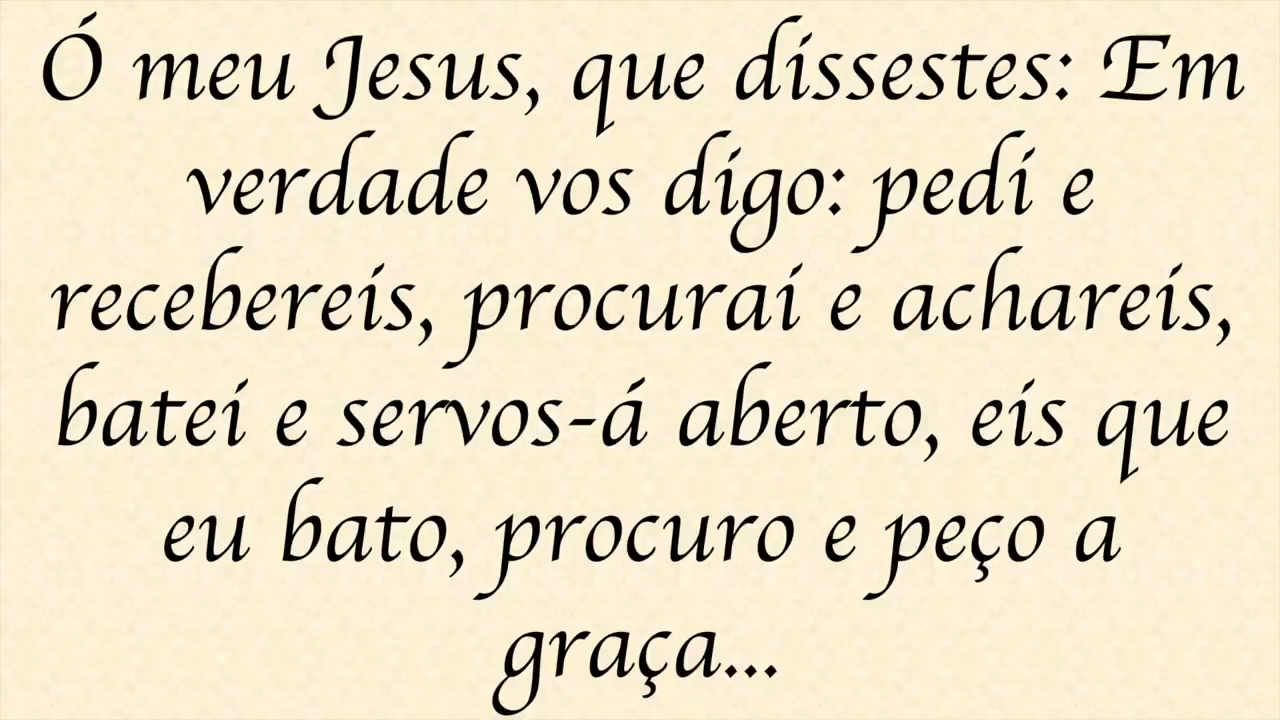 Ó meu Jesus, que dissestes: Em
verdade vos digo: pedi e
recebereis, procurai e achareis,
batei e servos-á aberto, eis que
eu bato, procuro e peço a
graça...